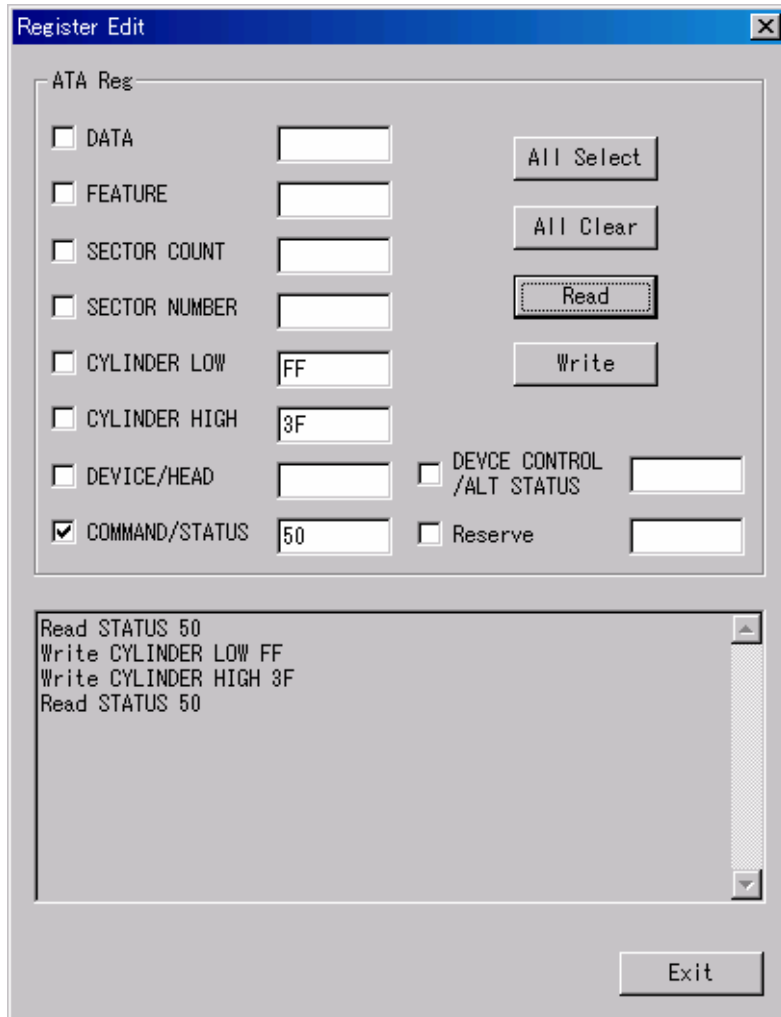 Register Edit
ATA Reg
DATA
All Select
FEATURE
All Clear
SECTOR COUNT
Read
SECTOR NUMBER
Write
CYLINDER LOW FF
CYLINDER HIGH 3F
DEVICE/HEAD
DEVCE CONTROL
/ALT STATUS
COMMAND/STATUS 50
Reserve
Read STATUS 50
Write CYLINDER LOW FF
Write CYLINDER HIGH 3F
Read STATUS 50
Exit